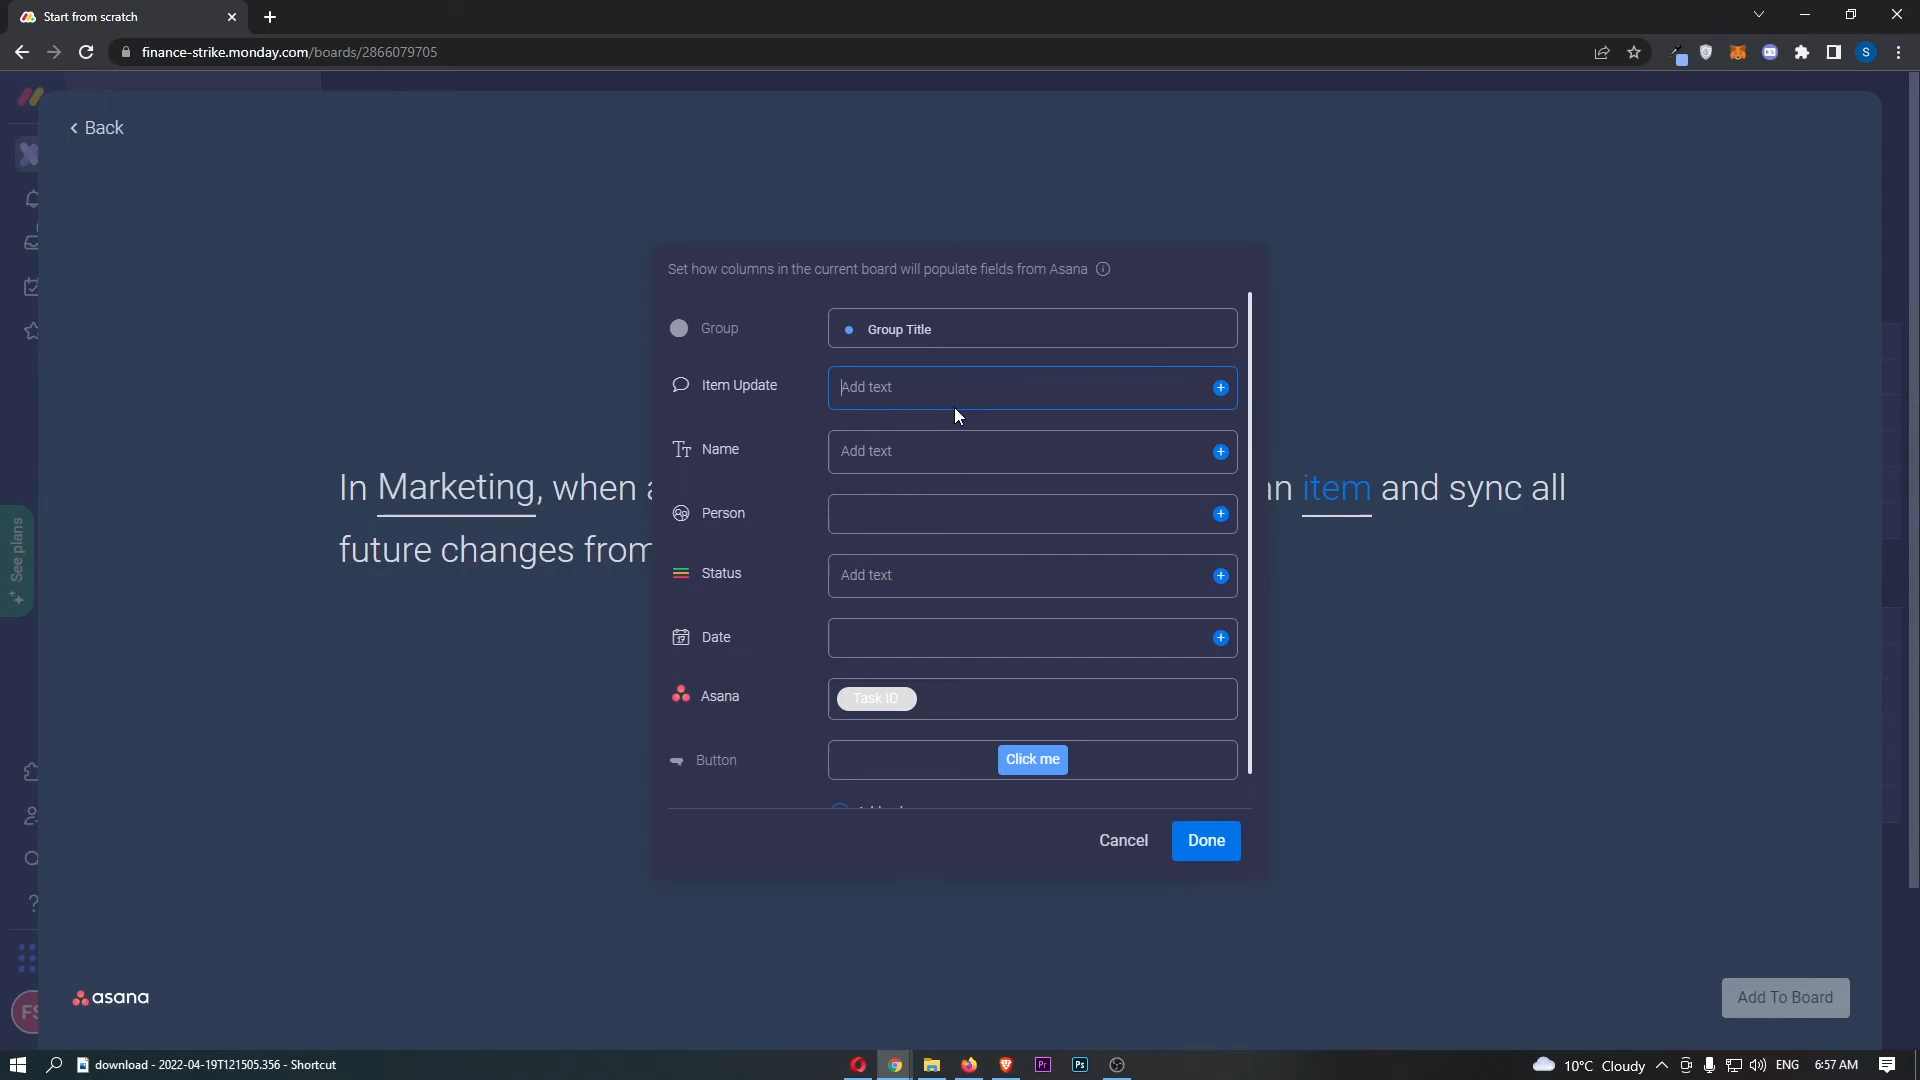 Start from scratch
finance-strike.monday.com/boards/2866079705
S
Back
Set how columns in the current board will populate fields from Asana
Group
Group Title
Item Update
Add text
Name
Add text
In Marketing, when a
n item and sync all
Person
future changes from
See plans
Status
Add text
Date
Asana
Task ID
Button
Click me
Cancel
Done
asana
Add To Board
FS
download - 2022-04-19T121505.356 - Shortcut
Pr
Ps
10°C Cloudy
ENG
6:57 AM